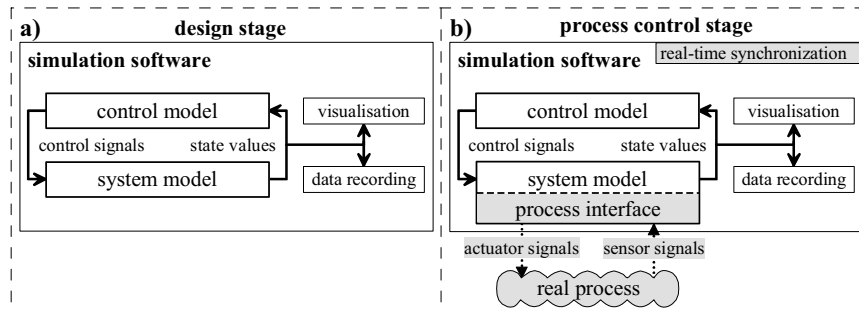 a)
design stage
simulation software
control model
control signals
state values
system model
visualisation
data recording
b)
process control stage
real-time synchronization
simulation software
control model
control signals
state values
system model
process interface
visualisation
data recording
actuator signals
sensor signals
real process